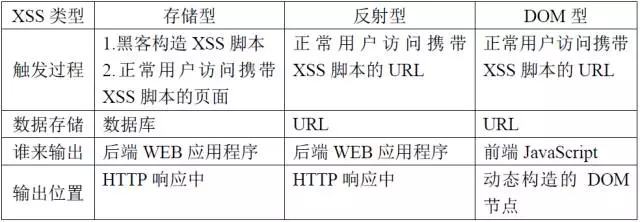 XSS 类型 存储型 反射型 DOM 型
触发过程 1.黑客构造 XSS 脚本 正常用户访问携带 正常用户访问携带
2.正常用户访问携带 XSS 脚本的 URL XSS 脚本的 URL
XSS 脚本的页面
数据存储 数据库 URL URL
谁来输出 后端 WEB 应用程序 后端 WEB 应用程序 前端 JavaScript
输出位置 HTTP 响应中 HTTP 响应中 动态构造的 DOM
节点